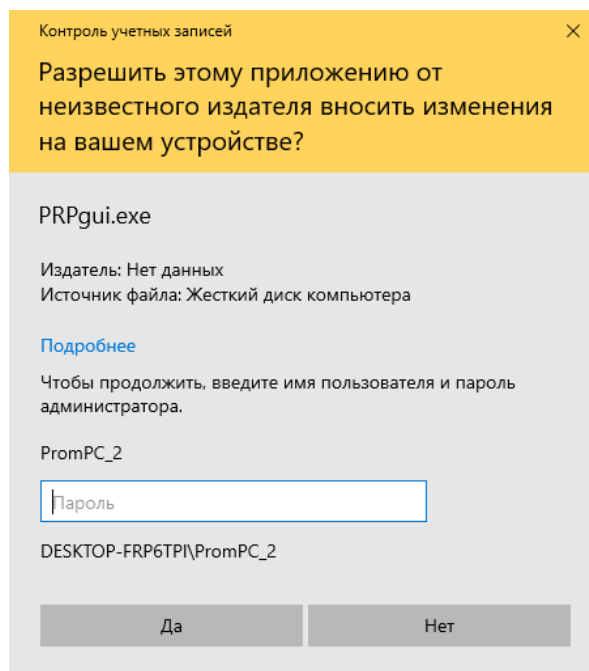 Контроль учетных записей
Разрешить этому приложению от
неизвестного издателя вносить изменения
на вашем устройстве?
PRPgui.exe
Издатель: Нет данных
Источник файла: Жесткий диск компьютера
Подробнее
Чтобы продолжить, введите имя пользователя и пароль
администратора.
PromPC_2
Пароль
DESKTOP-FRP6TPI\PromPC_2
Да
Нет